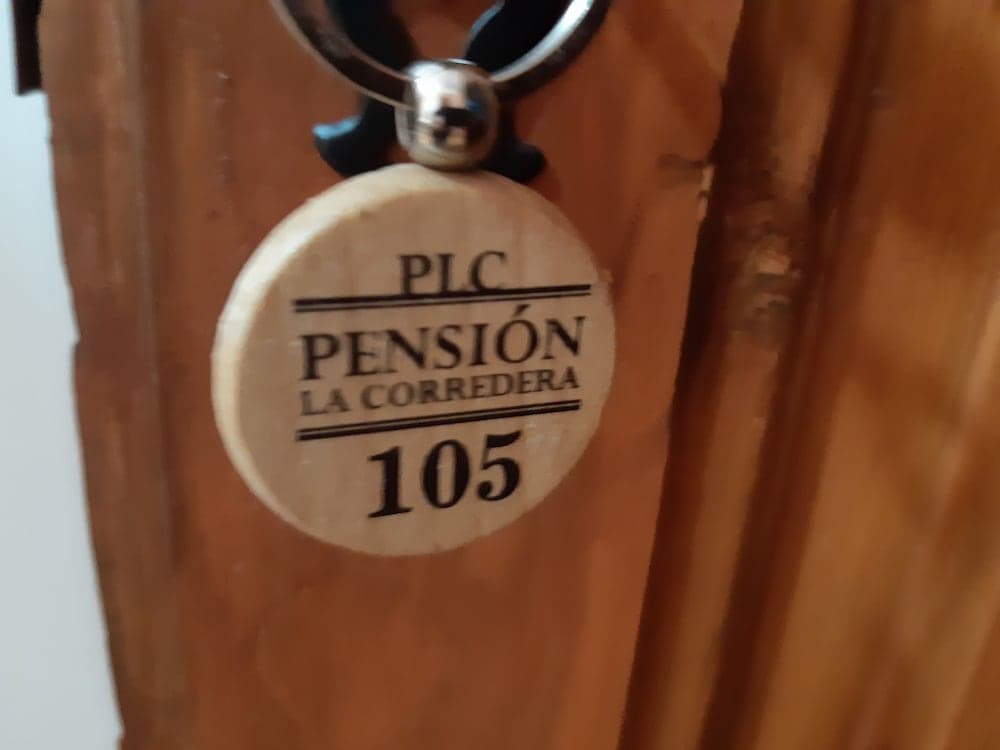 PLC
PENSIÓN
LA CORREDERA
105